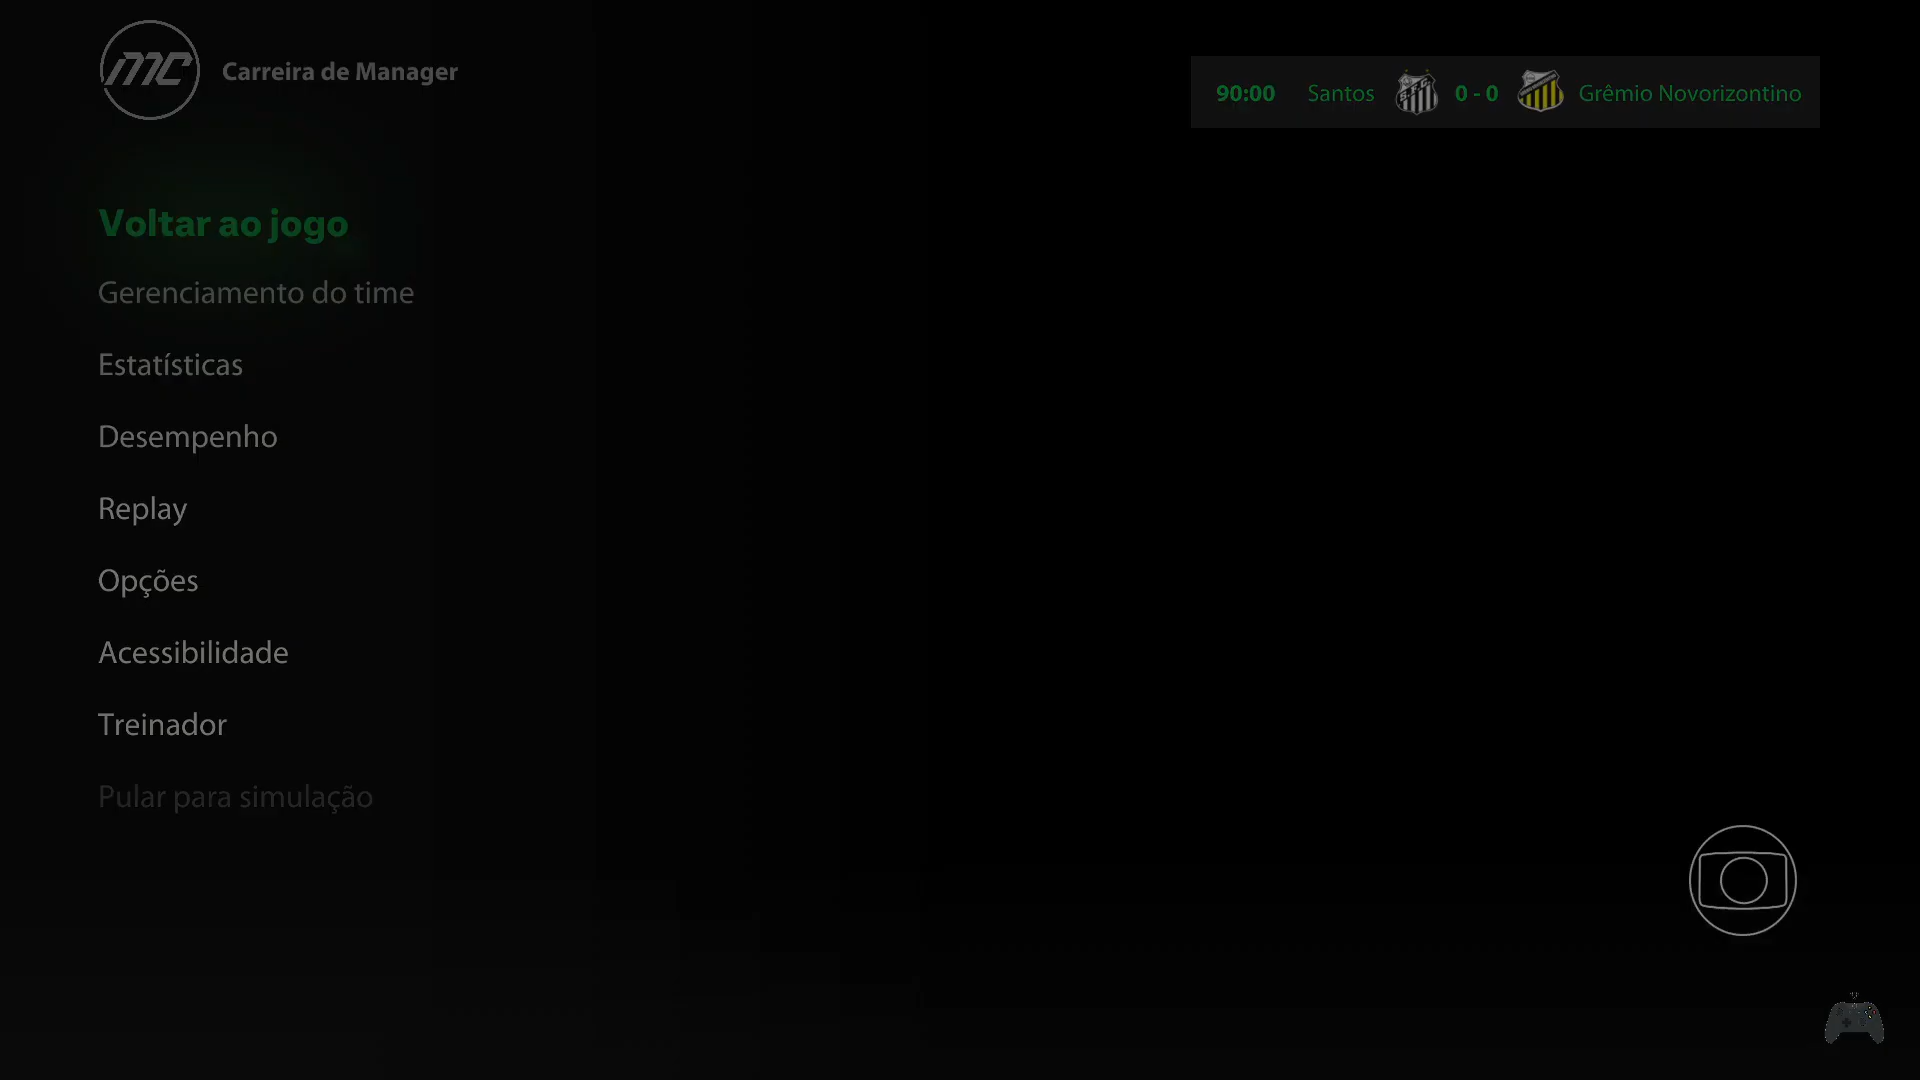 MC Carreira de Manager
90:00 Santos 0 - 0 Grêmio Novorizontino
Voltar ao jogo
Gerenciamento do time
Estatísticas
Desempenho
Replay
Opções
Acessibilidade
Treinador
Pular para simulação